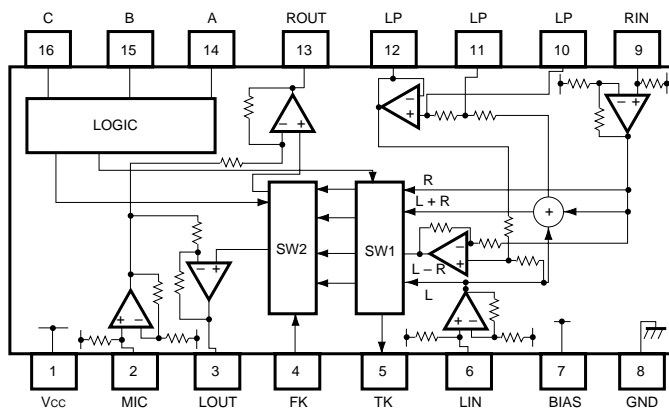 C B A ROUT LP LP LP RIN
16 15 14 13 12 11 10 9
LOGIC
R
L + R
SW2 SW1
L − R
L
+
1 2 3 4 5 6 7 8
VCC MIC LOUT FK TK LIN BIAS GND